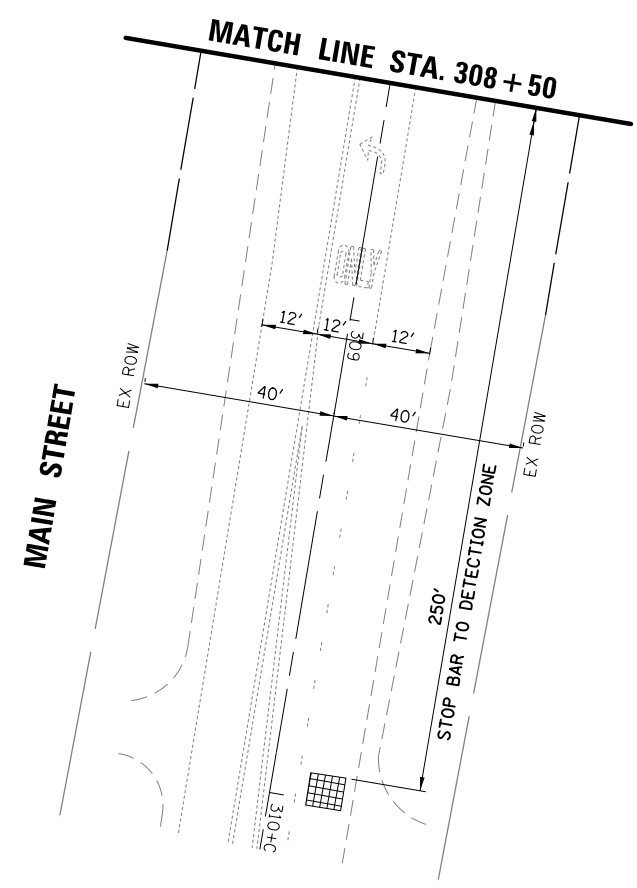 MATCH LINE STA. 308+50
12' 12' 12'
309
EX ROW
40' 40'
EX ROW
MAIN STREET
250'
STOP BAR TO DETECTION ZONE
310+C